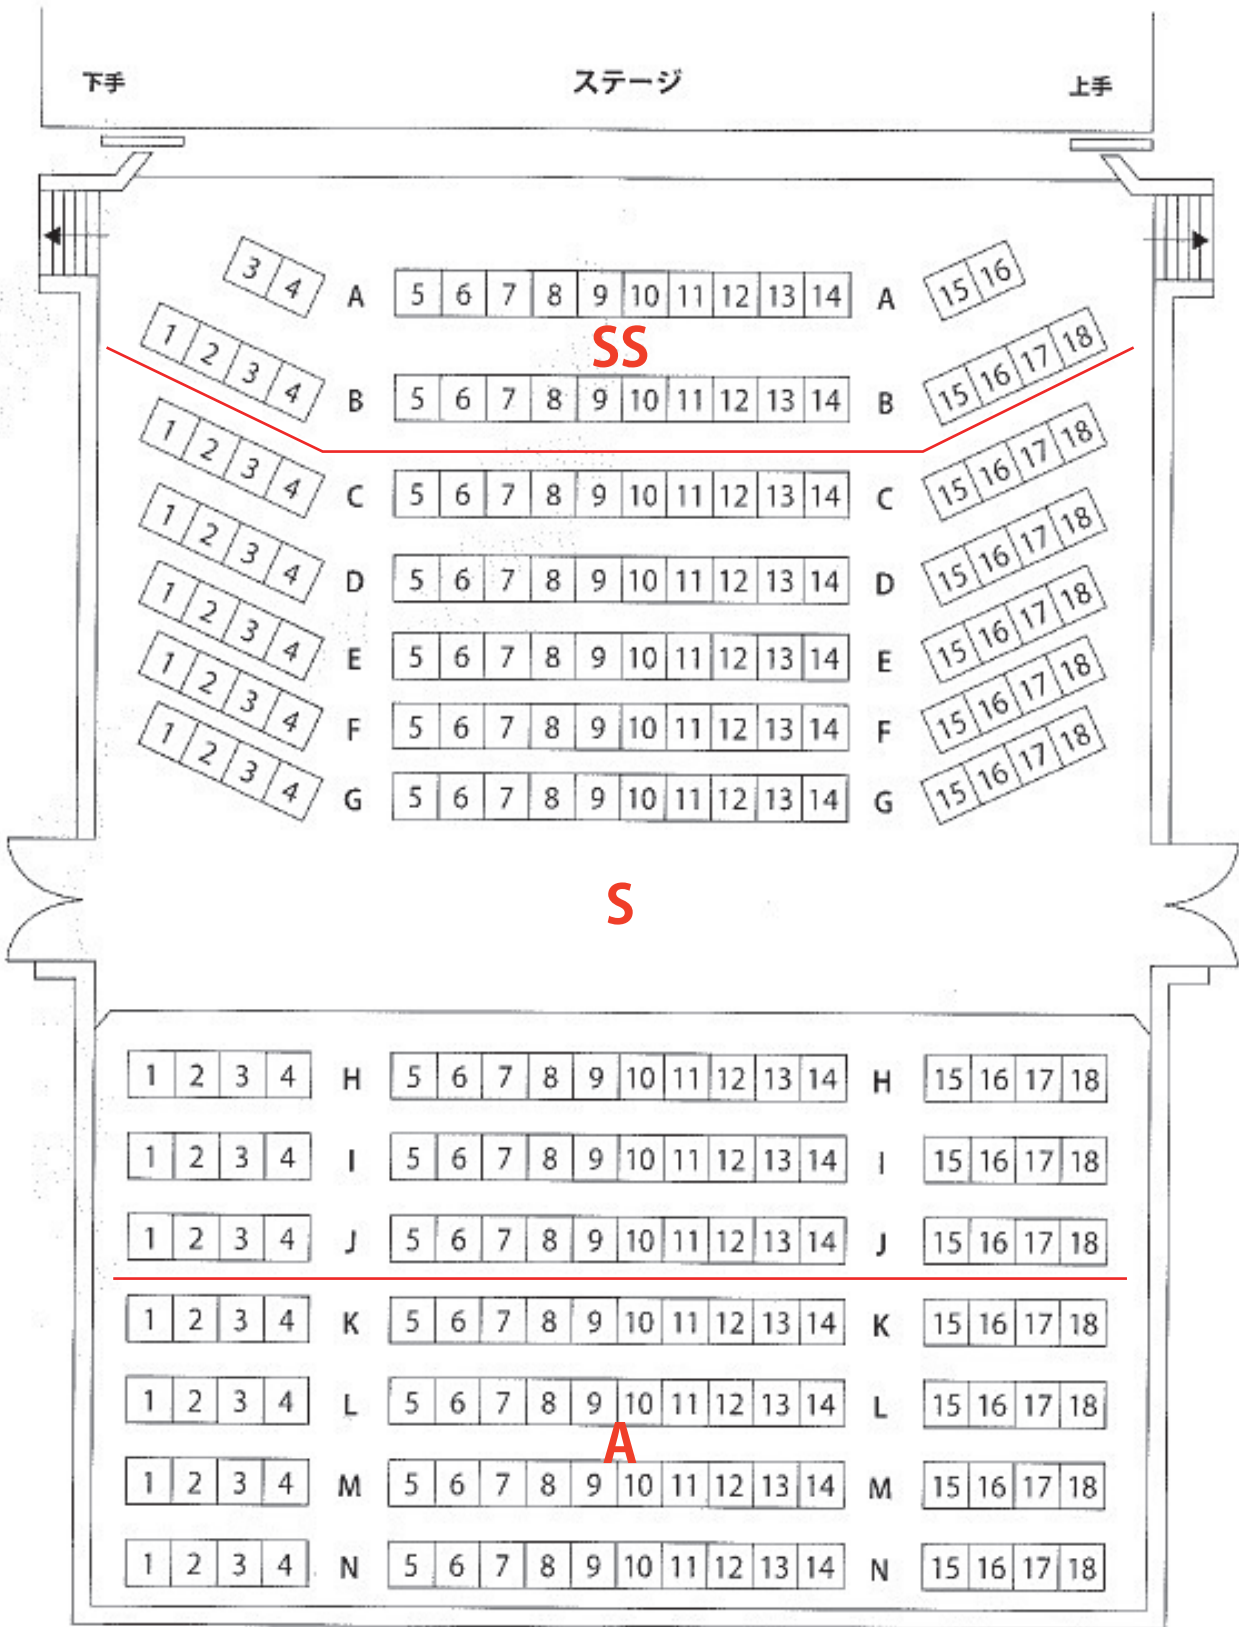 下手 ステージ 上手
3 4 A 5 6 7 8 9 10 11 12 13 14 A 15 16
SS
1 2 3 4 B 5 6 7 8 9 10 11 12 13 14 B 15 16 17 18
1 2 3 4 C 5 6 7 8 9 10 11 12 13 14 C 15 16 17 18
1 2 3 4 D 5 6 7 8 9 10 11 12 13 14 D 15 16 17 18
1 2 3 4 E 5 6 7 8 9 10 11 12 13 14 E 15 16 17 18
1 2 3 4 F 5 6 7 8 9 10 11 12 13 14 F 15 16 17 18
1 2 3 4 G 5 6 7 8 9 10 11 12 13 14 G 15 16 17 18
S
1 2 3 4 H 5 6 7 8 9 10 11 12 13 14 H 15 16 17 18
1 2 3 4 I 5 6 7 8 9 10 11 12 13 14 I 15 16 17 18
1 2 3 4 J 5 6 7 8 9 10 11 12 13 14 J 15 16 17 18
1 2 3 4 K 5 6 7 8 9 10 11 12 13 14 K 15 16 17 18
1 2 3 4 L 5 6 7 8 9 10 11 12 13 14 L 15 16 17 18
A
1 2 3 4 M 5 6 7 8 9 10 11 12 13 14 M 15 16 17 18
1 2 3 4 N 5 6 7 8 9 10 11 12 13 14 N 15 16 17 18